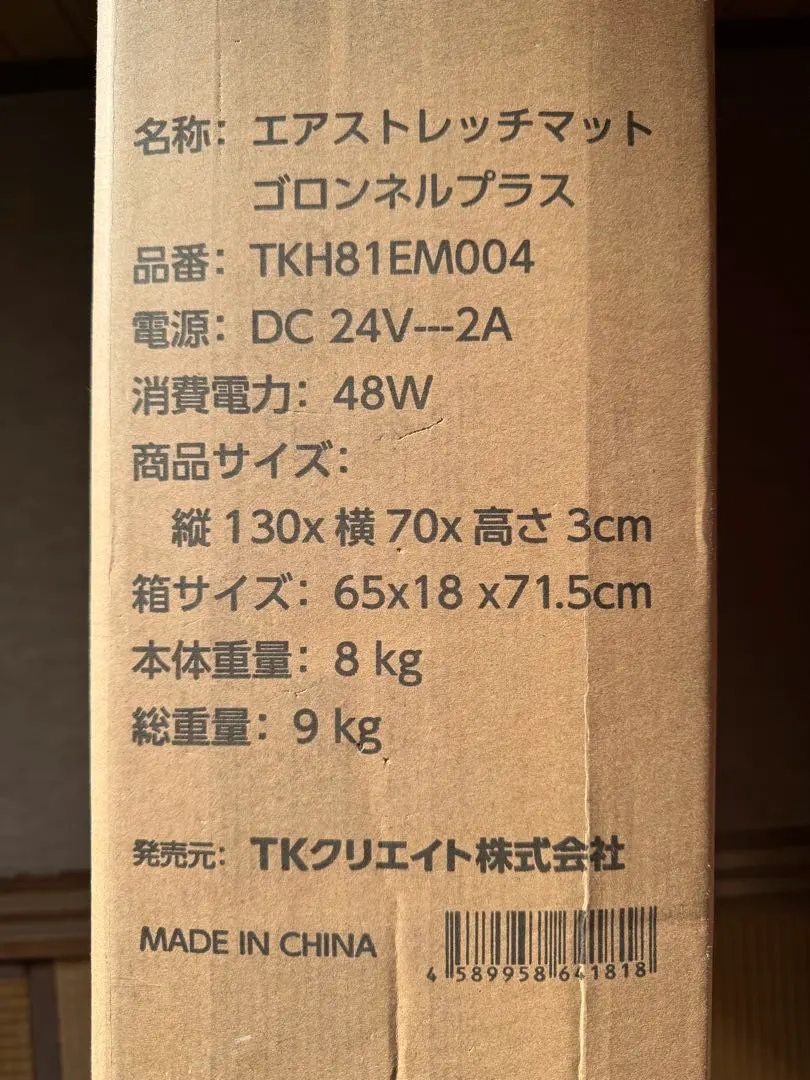 名称：エアストレッチマット
ゴロンネルプラス
品番：TKH81EM004
電源：DC 24V---2A
消費電力：48W
商品サイズ：
縦 130x 横 70x 高さ 3cm
箱サイズ：65x18 x71.5cm
本体重量：8 kg
総重量：9 kg
発売元：TKクリエイト株式会社
MADE IN CHINA
4 589958 641818